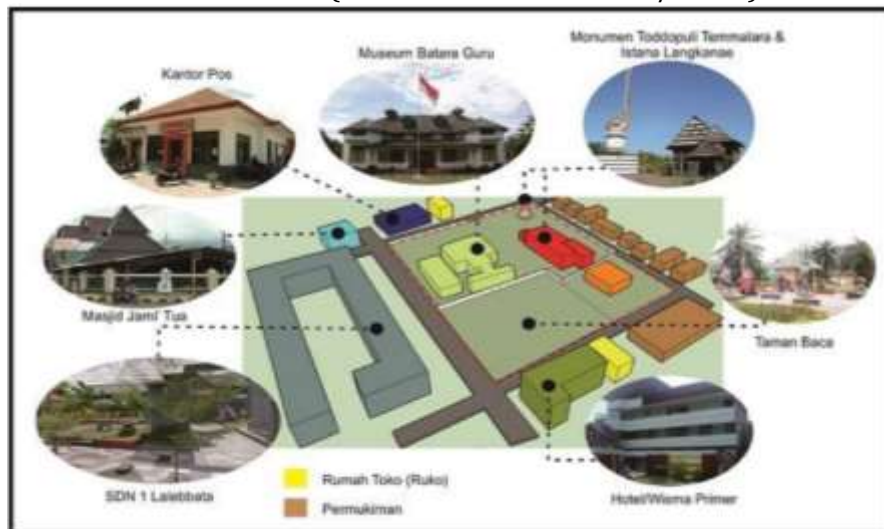 Monumen Toddopuli Temmalara &
Istana Langkanae
Museum Batara Guru
Kantor Pos
Masjid Jami' Tua
Taman Baca
SDN 1 Lalebbata
Rumah Toko (Ruko)
Permukiman
Hotel/Wisma Primer